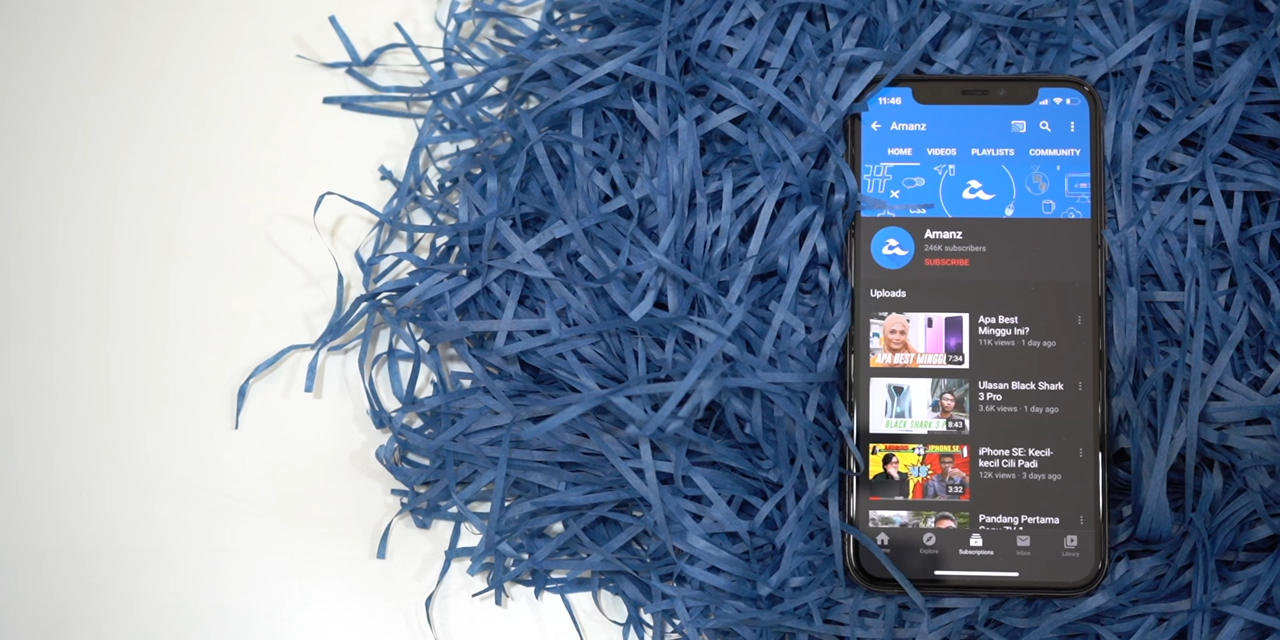 11:46
Amanz
HOME VIDEOS PLAYLISTS COMMUNITY
#
CSS
Amanz
246K subscribers
SUBSCRIBE
Uploads
Apa Best
Minggu Ini?
11K views · 1 day ago
APA BEST MINGGU
7:34
Ulasan Black Shark
3 Pro
3.6K views · 1 day ago
BLACK SHARK 3
8:43
iPhone SE: Kecil-
kecil Cili Padi
12K views · 3 days ago
IPHONE SE
3:32
Pandang Pertama
Explore Subscriptions Inbox Library